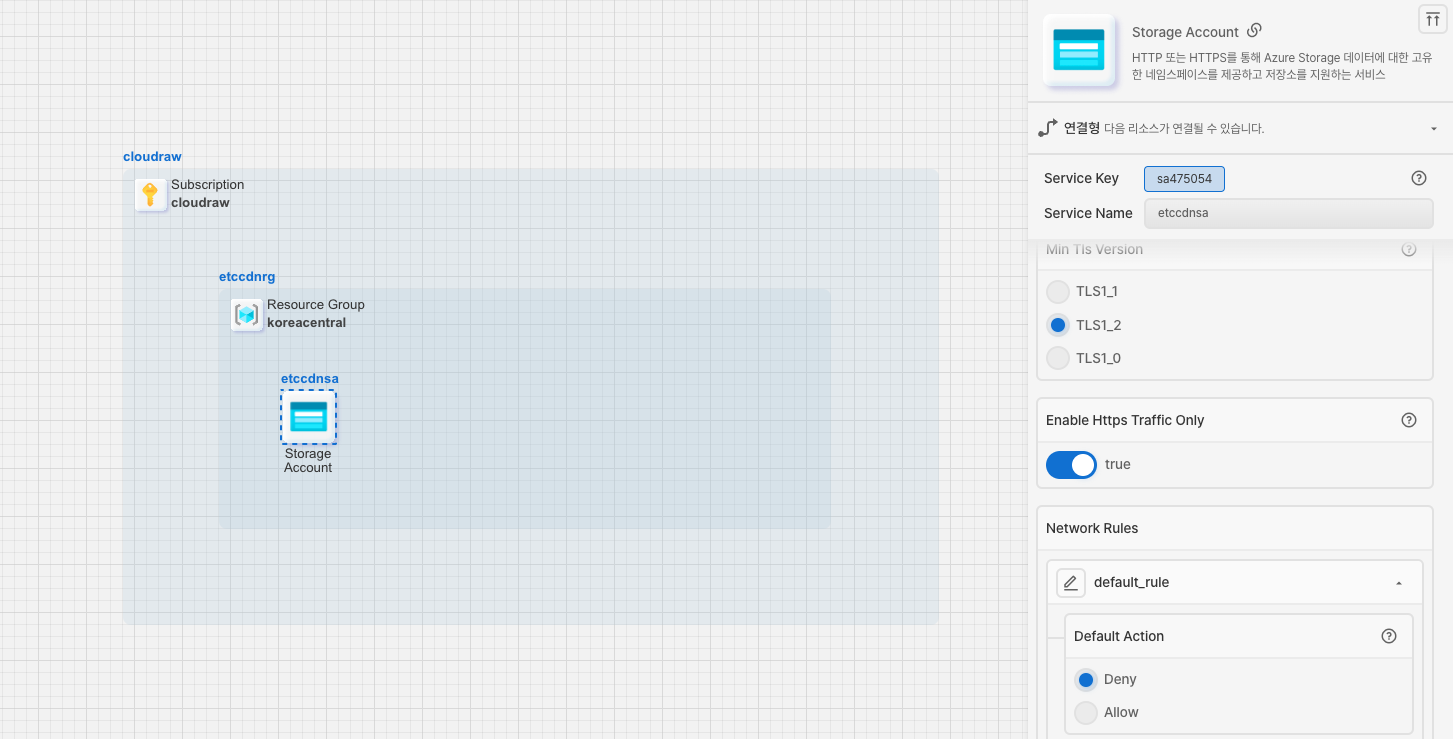 cloudraw
Subscription
cloudraw
etccdnrg
Resource Group
koreacentral
etccdnsa
Storage
Account
Storage Account
HTTP 또는 HTTPS를 통해 Azure Storage 데이터에 대한 고유
한 네임스페이스를 제공하고 저장소를 지원하는 서비스
연결형 다음 리소스가 연결될 수 있습니다.
Service Key sa475054
Service Name etccdnsa
Min Tls Version
TLS1_1
TLS1_2
TLS1_0
Enable Https Traffic Only
true
Network Rules
default_rule
Default Action
Deny
Allow